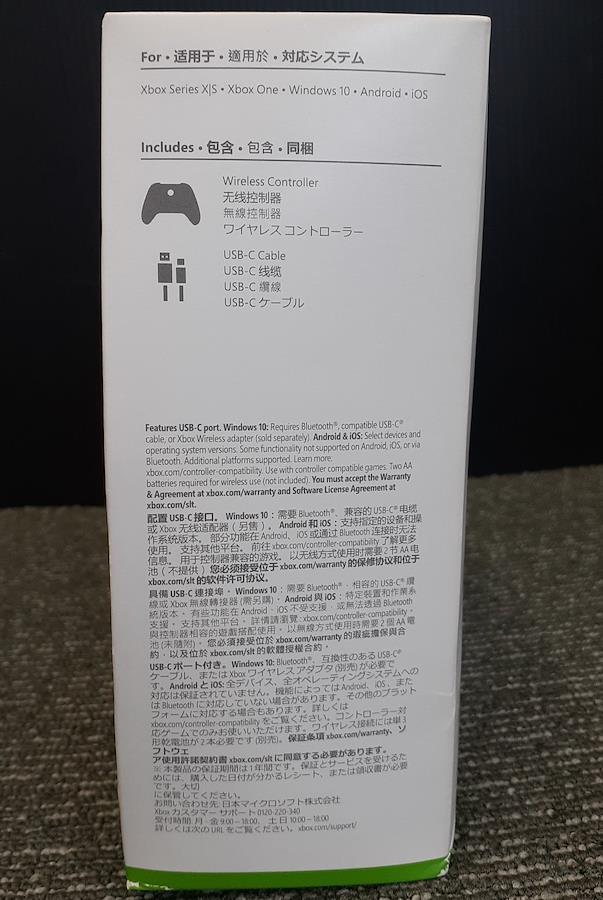 For • 适用于 • 適用於 • 対応システム
Xbox Series X|S • Xbox One • Windows 10 • Android • iOS
Includes • 包含 • 包含 • 同梱
Wireless Controller
无线控制器
無線控制器
ワイヤレス コントローラー
USB-C Cable
USB-C 线缆
USB-C 纜線
USB-C ケーブル
Features USB-C port. Windows 10: Requires Bluetooth®, compatible USB-C®
cable, or Xbox Wireless adapter (sold separately). Android & iOS: Select devices and
operating system versions. Some functionality not supported on Android, iOS, or via
Bluetooth. Additional platforms supported. Learn more.
xbox.com/controller-compatibility. Use with controller compatible games. Two AA
batteries required for wireless use (not included). You must accept the Warranty
& Agreement at xbox.com/warranty and Software License Agreement at
xbox.com/slt.
配置 USB-C 接口。Windows 10：需要 Bluetooth®、兼容的 USB-C® 电缆
或 Xbox 无线适配器（另售）。Android 和 iOS：支持指定的设备和操
作系统版本。部分功能在 Android、iOS 或通过 Bluetooth 连接时无法
使用。支持其他平台。前往 xbox.com/controller-compatibility 了解更多
信息。用于控制器兼容的游戏。以无线方式使用时需要 2 节 AA 电
池（不提供）您必须接受位于 xbox.com/warranty 的保修协议和位于
xbox.com/slt 的软件许可协议。
具備 USB-C 連接埠。Windows 10：需要 Bluetooth®、相容的 USB-C® 纜
線或 Xbox 無線轉接器 (需另購)。Android 與 iOS：特定裝置和作業系
統版本。有些功能在 Android、iOS 不受支援，或無法透過 Bluetooth
支援。支持其他平台。詳情請瀏覽：xbox.com/controller-compatibility。
與控制器相容的遊戲搭配使用。以無線方式使用時需要 2 個 AA 電
池 (未隨附)。您必須接受位於 xbox.com/warranty 的瑕疵擔保與合
約，以及位於 xbox.com/slt 的軟體授權合約。
USB-C ポート付き。Windows 10: Bluetooth®、互換性のある USB-C®
ケーブル、または Xbox ワイヤレス アダプタ (別売) が必要で
す。Android と iOS: 全デバイス、全オペレーティングシステムへの
対応は保証されていません。機能によっては Android、iOS、また
は Bluetooth に対応していない場合があります。その他のプラット
フォームに対応する場合もあります。詳しくは
xbox.com/controller-compatibility をご覧ください。コントローラー対
応ゲームでのみお使いいただけます。ワイヤレス接続には単3
形乾電池が 2 本必要です (別売)。保証条項 xbox.com/warranty、ソ
フトウェ
ア使用許諾契約書 xbox.com/slt に同意する必要があります。
※ 本製品の保証期間は1年間です。保証とサービスを受けるた
めには、購入した日付が分かるレシート、または領収書が必要
です。大切
に保管してください。
お問い合わせ先: 日本マイクロソフト株式会社
Xbox カスタマー サポート 0120-220-340
受付時間: 月 - 金 9:00 – 18:00、土 日 10:00 – 18:00
詳しくは次の URL をご覧ください。xbox.com/support/